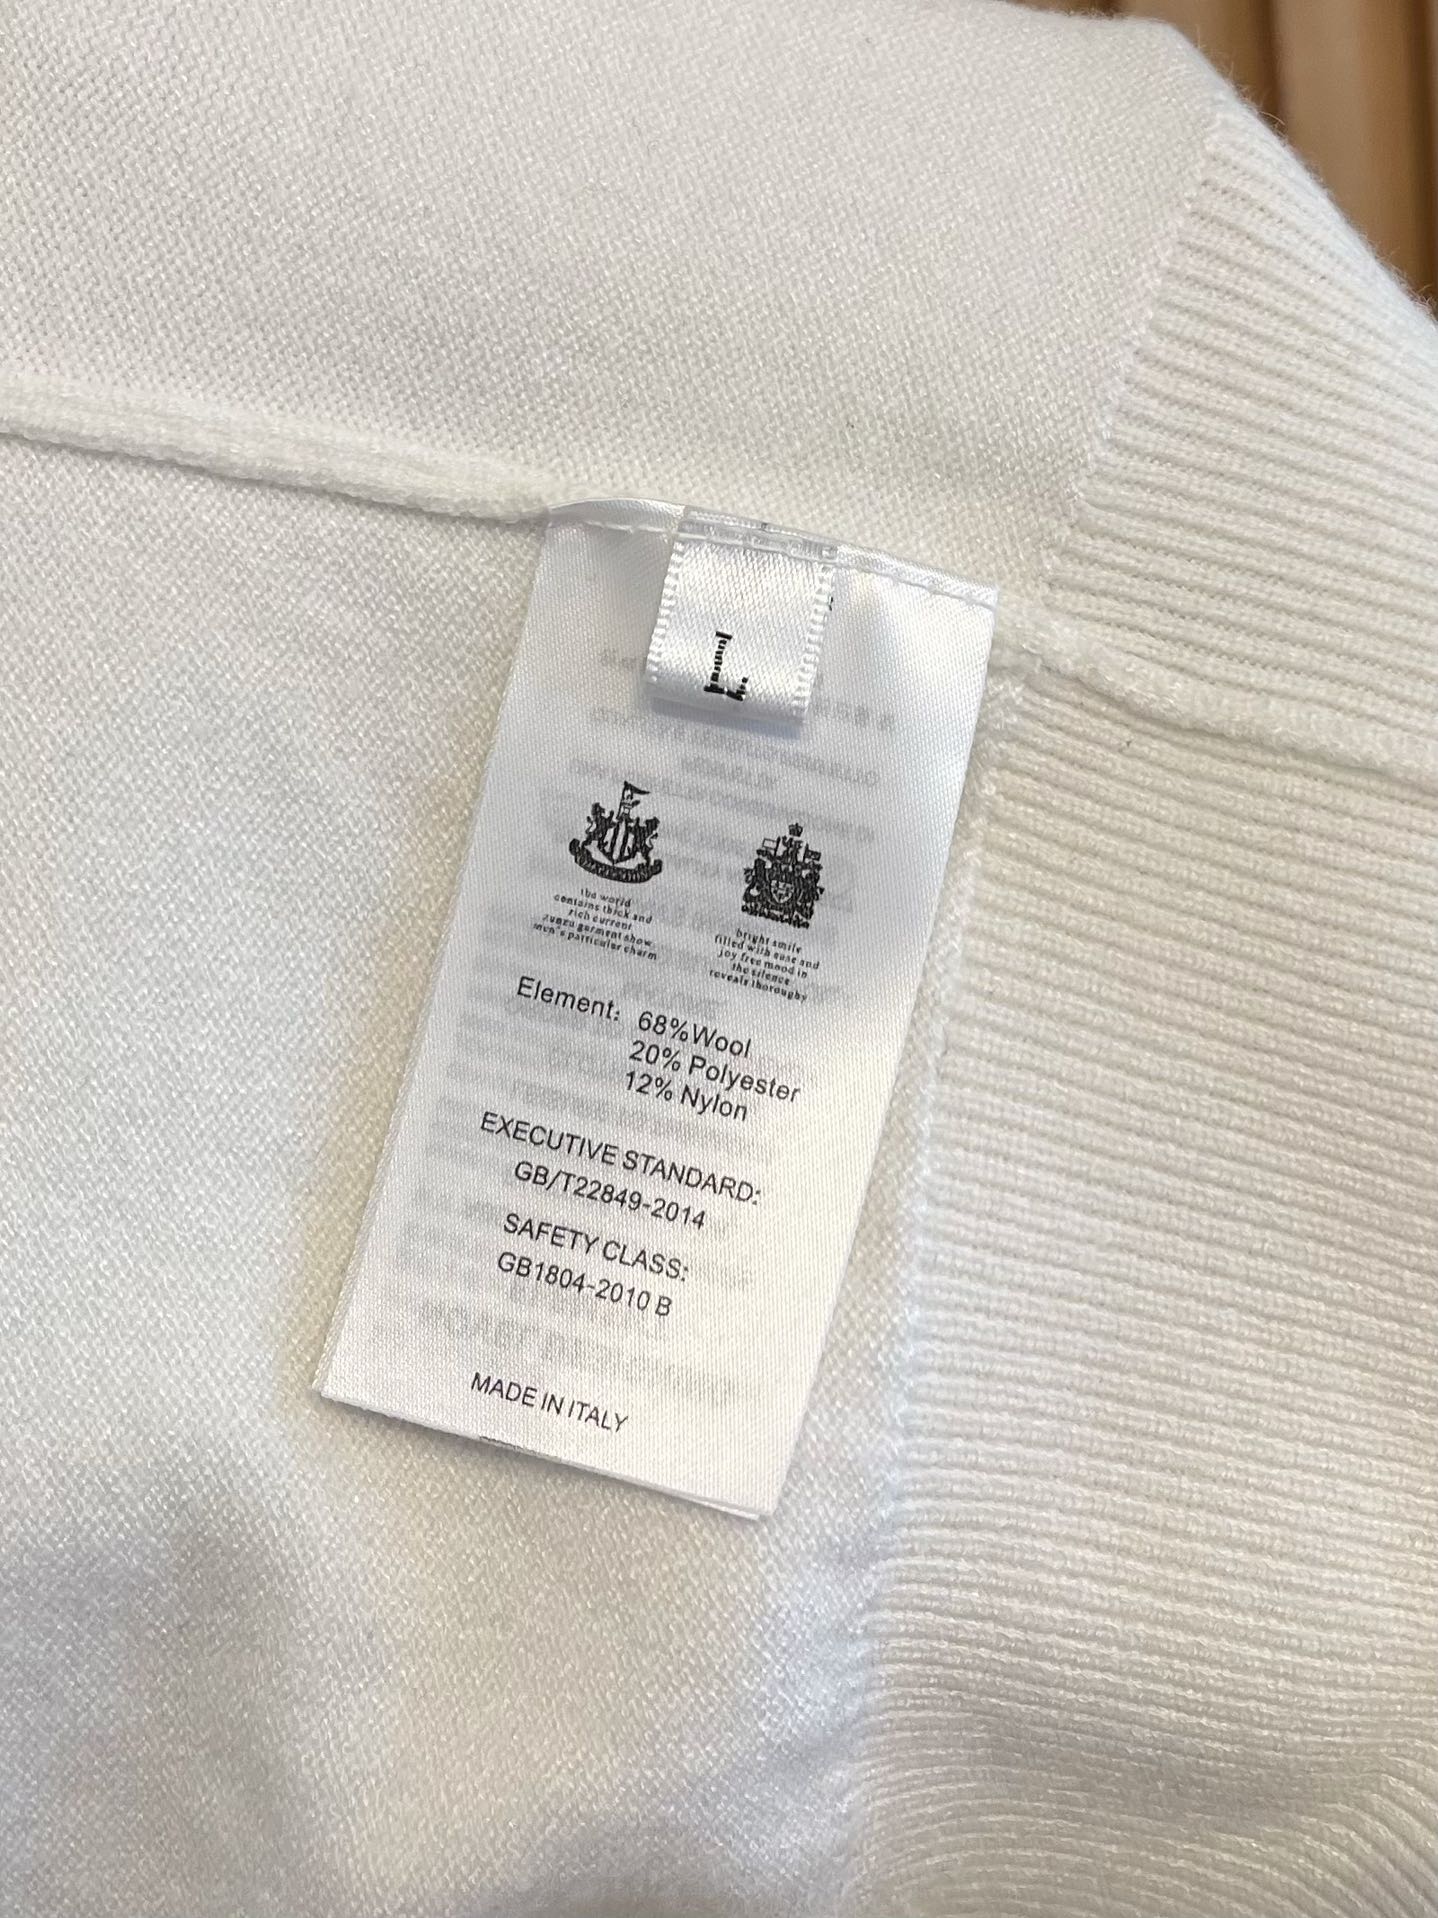 L
the world
contains thick and
rich current
garment show
men's particular charm
bright smile
filled with ease and
joy free mood in
the silence
reveals thorougby
Element: 68%Wool
20% Polyester
12% Nylon
EXECUTIVE STANDARD:
GB/T22849-2014
SAFETY CLASS:
GB1804-2010 B
MADE IN ITALY